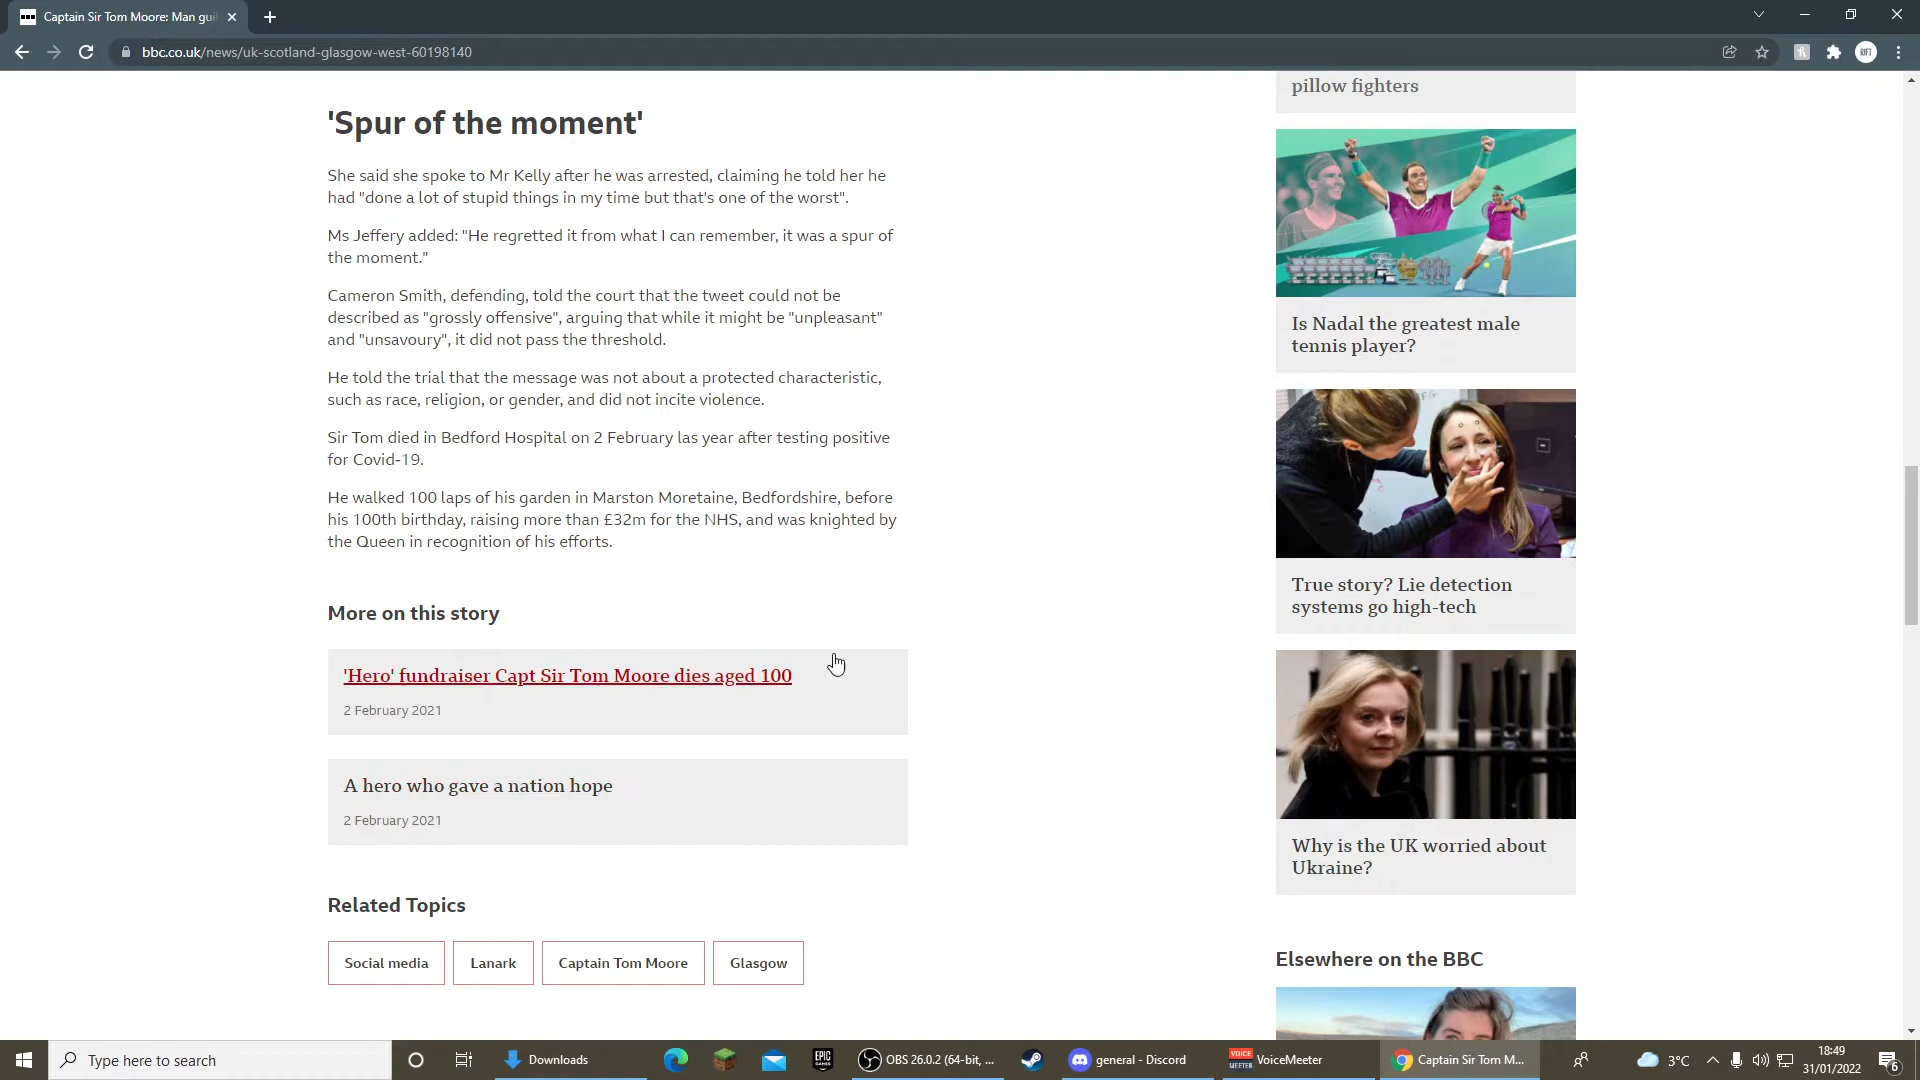 Captain Sir Tom Moore: Man gui
bbc.co.uk/news/uk-scotland-glasgow-west-60198140
RIFT
'Spur of the moment'
She said she spoke to Mr Kelly after he was arrested, claiming he told her he
had "done a lot of stupid things in my time but that's one of the worst".
Ms Jeffery added: "He regretted it from what I can remember, it was a spur of
the moment."
Cameron Smith, defending, told the court that the tweet could not be
described as "grossly offensive", arguing that while it might be "unpleasant"
and "unsavoury", it did not pass the threshold.
He told the trial that the message was not about a protected characteristic,
such as race, religion, or gender, and did not incite violence.
Sir Tom died in Bedford Hospital on 2 February las year after testing positive
for Covid-19.
He walked 100 laps of his garden in Marston Moretaine, Bedfordshire, before
his 100th birthday, raising more than £32m for the NHS, and was knighted by
the Queen in recognition of his efforts.
More on this story
'Hero' fundraiser Capt Sir Tom Moore dies aged 100
2 February 2021
A hero who gave a nation hope
2 February 2021
Related Topics
Social media
Lanark
Captain Tom Moore
Glasgow
pillow fighters
Is Nadal the greatest male
tennis player?
True story? Lie detection
systems go high-tech
Why is the UK worried about
Ukraine?
Elsewhere on the BBC
Type here to search
Downloads
EPIC
GAMES
OBS 26.0.2 (64-bit, ...
general - Discord
VOICE
MEETER
VoiceMeeter
Captain Sir Tom M...
3°C
18:49
31/01/2022
6